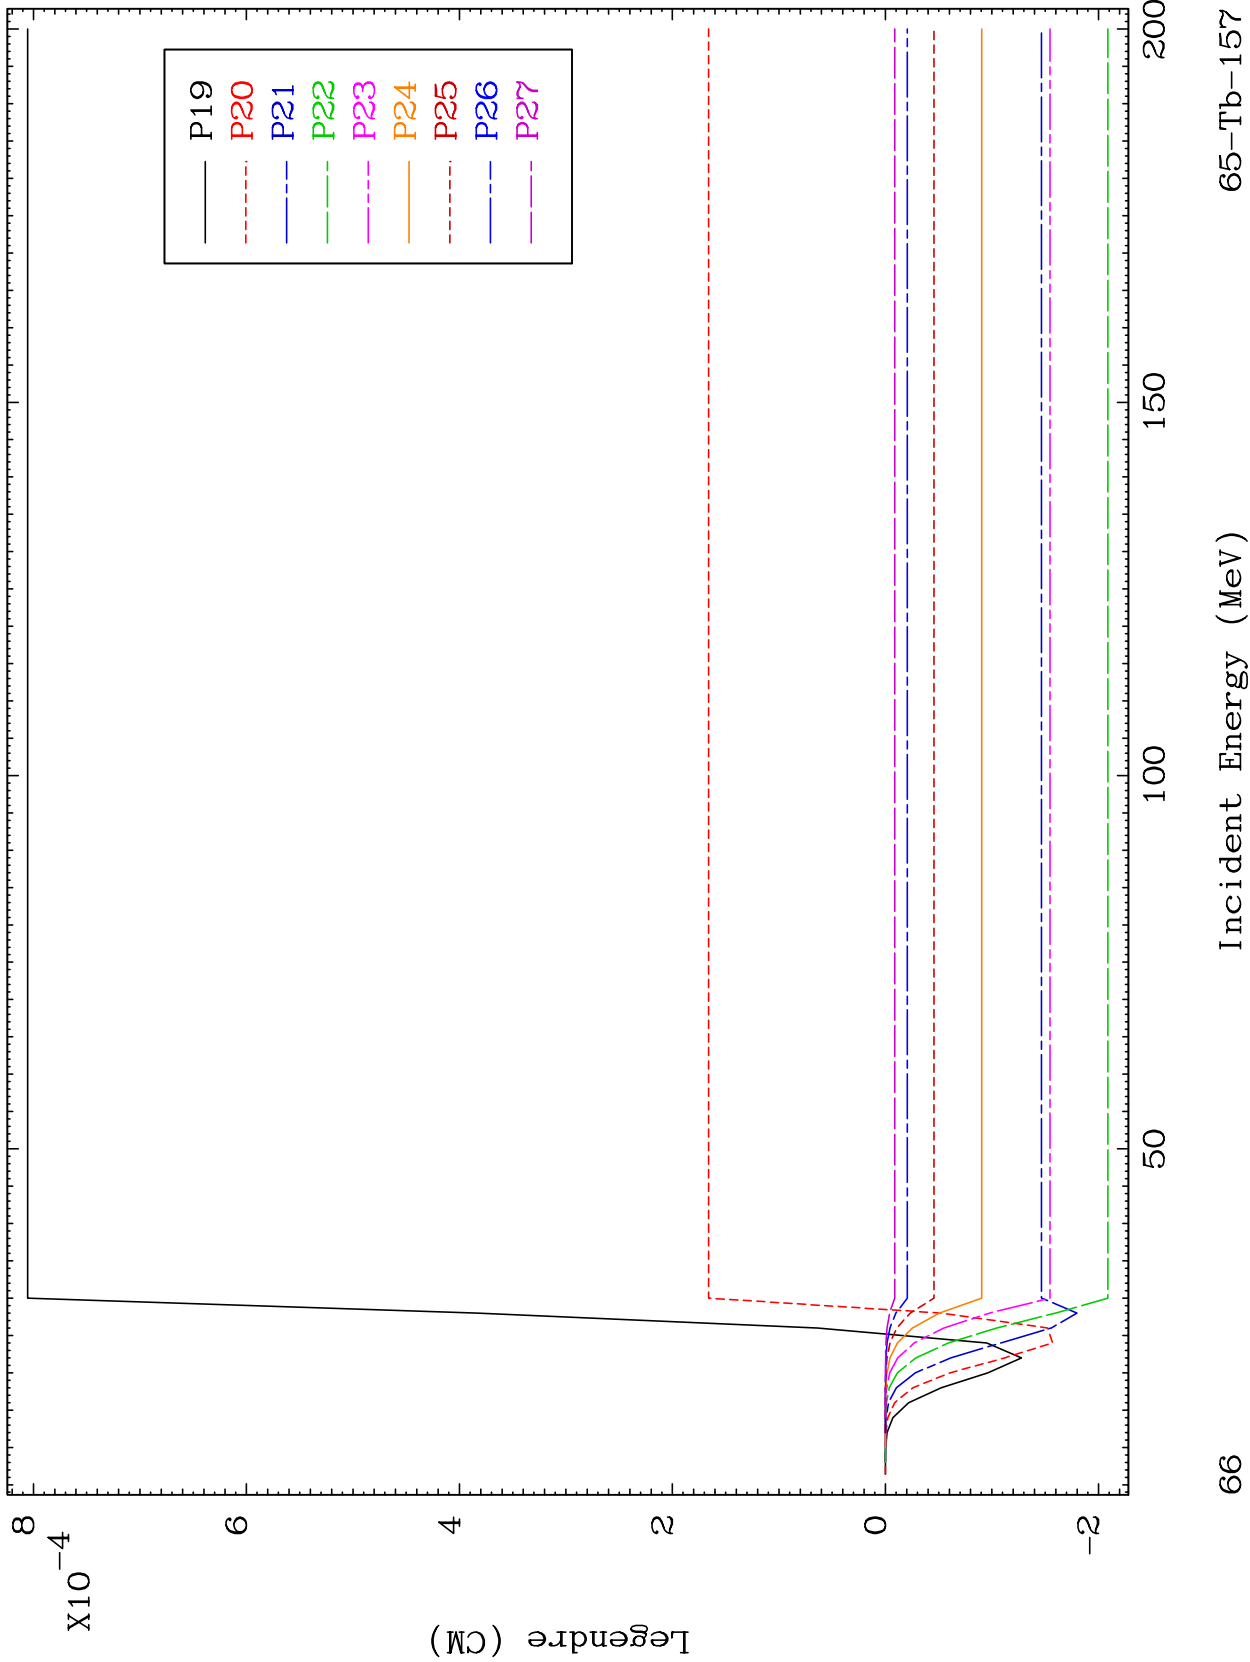 8
6
4
2
0
-2
X10-4
Legendre (CM)
P19
P20
P21
P22
P23
P24
P25
P26
P27
50
100
150
200
Incident Energy (MeV)
66
65-Tb-157